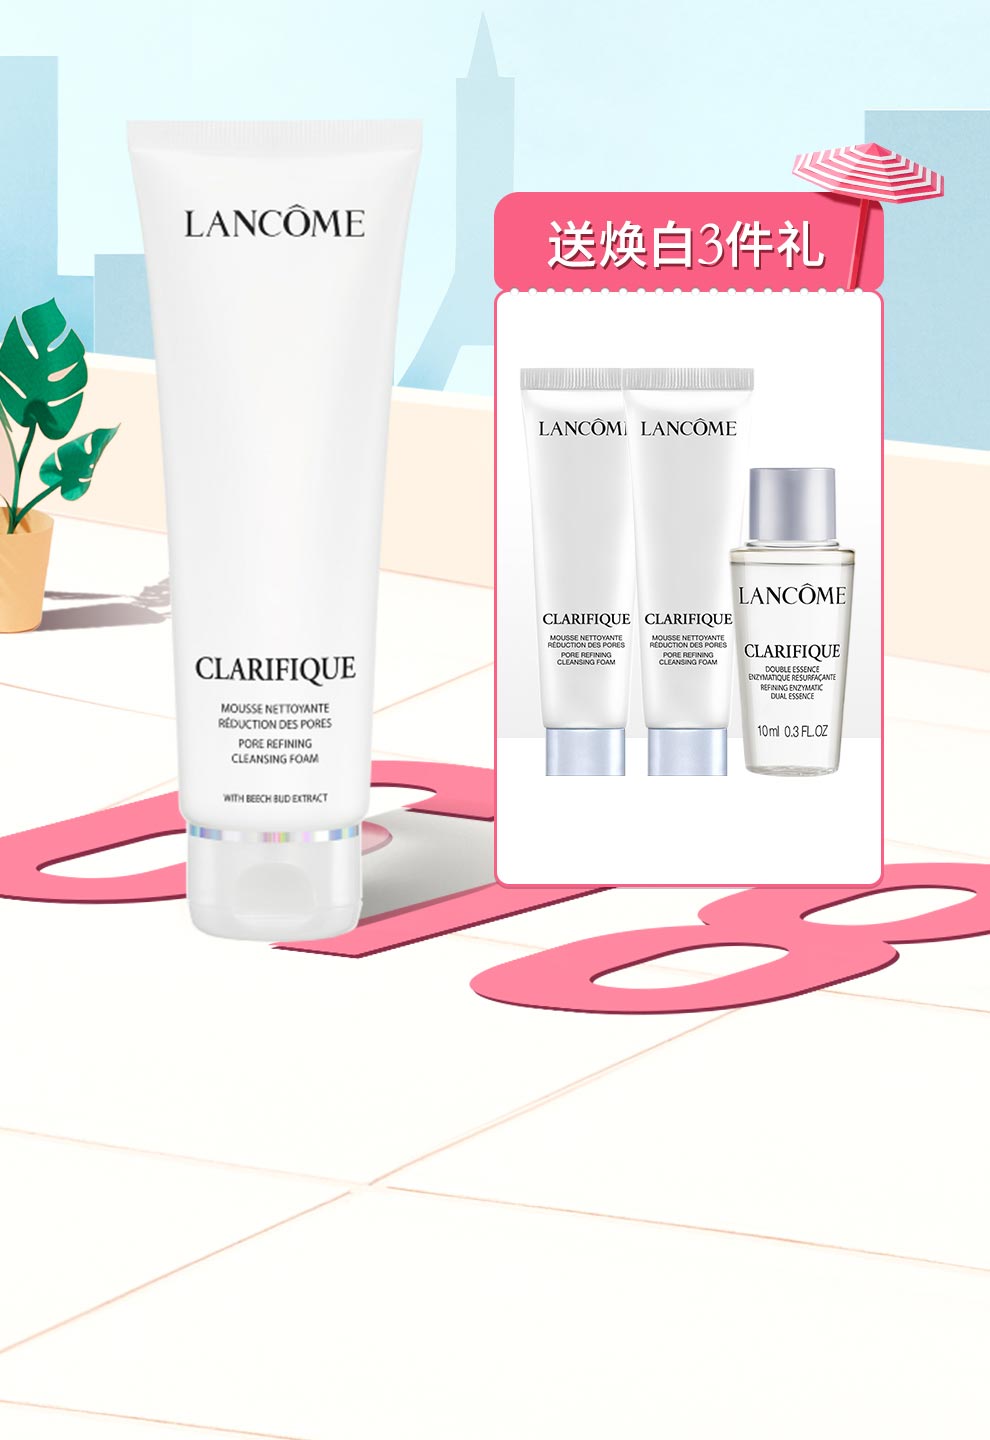 LANCÔME
CLARIFIQUE
MOUSSE NETTOYANTE
RÉDUCTION DES PORES
PORE REFINING
CLEANSING FOAM
WITH BEECH BUD EXTRACT
送焕白3件礼
LANCÔM
CLARIFIQUE
MOUSSE NETTOYANTE
RÉDUCTION DES PORES
PORE REFINING
CLEANSING FOAM
LANCÔME
CLARIFIQUE
MOUSSE NETTOYANTE
RÉDUCTION DES PORES
PORE REFINING
CLEANSING FOAM
LANCÔME
CLARIFIQUE
DOUBLE ESSENCE
ENZYMATIQUE RESURFAÇANTE
REFINING ENZYMATIC
DUAL ESSENCE
10ml 0.3 FL.OZ
618